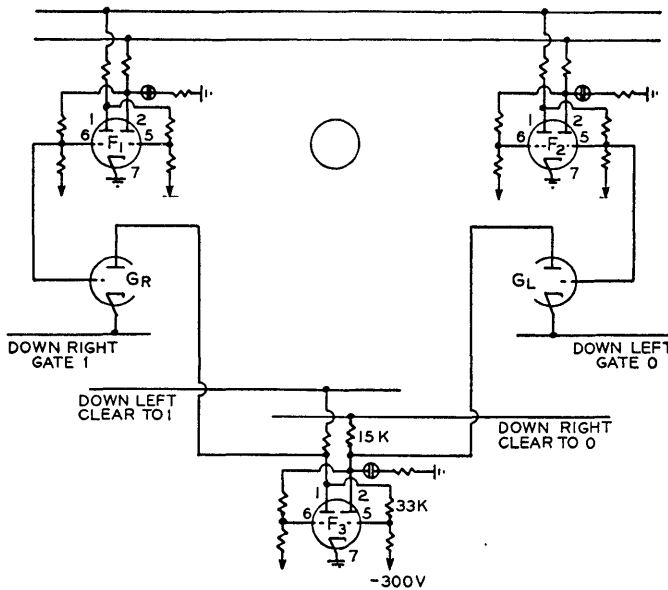 1 2
6 F1 5
7
1 2
6 F2 5
7
GR
GL
DOWN RIGHT
GATE 1
DOWN LEFT
GATE 0
DOWN LEFT
CLEAR TO 1
DOWN RIGHT
CLEAR TO 0
15K
1 2
6 F3 5
33K
7
-300V